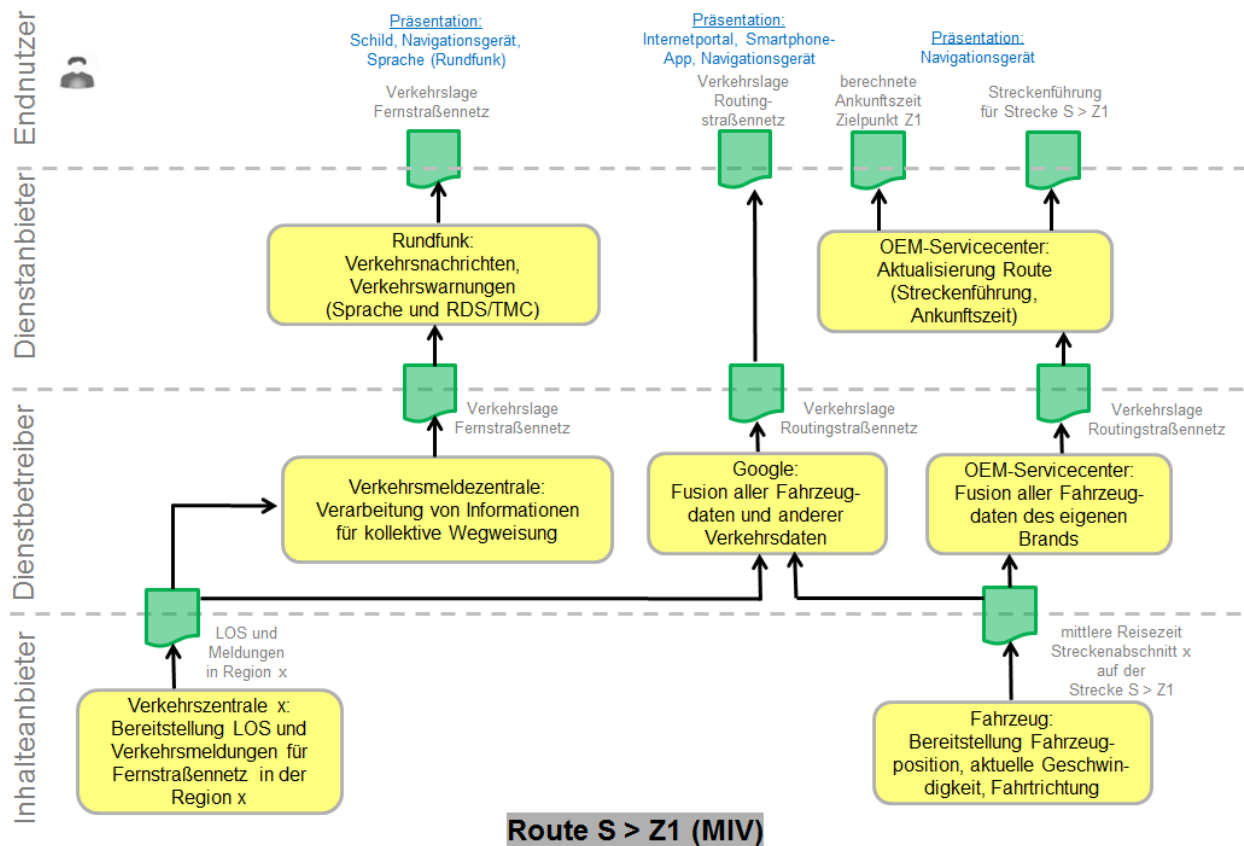 Endnutzer
Präsentation:
Schild, Navigationsgerät,
Sprache (Rundfunk)
Verkehrslage
Fernstraßennetz
Präsentation:
Internetportal, Smartphone-
App, Navigationsgerät
Verkehrslage
Routing-
straßennetz
berechnete
Ankunftszeit
Zielpunkt Z1
Präsentation:
Navigationsgerät
Streckenführung
für Strecke S > Z1
Dienstanbieter
Rundfunk:
Verkehrsnachrichten,
Verkehrswarnungen
(Sprache und RDS/TMC)
OEM-Servicecenter:
Aktualisierung Route
(Streckenführung,
Ankunftszeit)
Dienstbetreiber
Verkehrslage
Fernstraßennetz
Verkehrslage
Routingstraßennetz
Verkehrslage
Routingstraßennetz
Verkehrsmeldezentrale:
Verarbeitung von Informationen
für kollektive Wegweisung
Google:
Fusion aller Fahrzeug-
daten und anderer
Verkehrsdaten
OEM-Servicecenter:
Fusion aller Fahrzeug-
daten des eigenen
Brands
Inhalteanbieter
LOS und
Meldungen
in Region x
mittlere Reisezeit
Streckenabschnitt x
auf der
Strecke S > Z1
Verkehrszentrale x:
Bereitstellung LOS und
Verkehrsmeldungen für
Fernstraßennetz in der
Region x
Fahrzeug:
Bereitstellung Fahrzeug-
position, aktuelle Geschwin-
digkeit, Fahrtrichtung
Route S > Z1 (MIV)